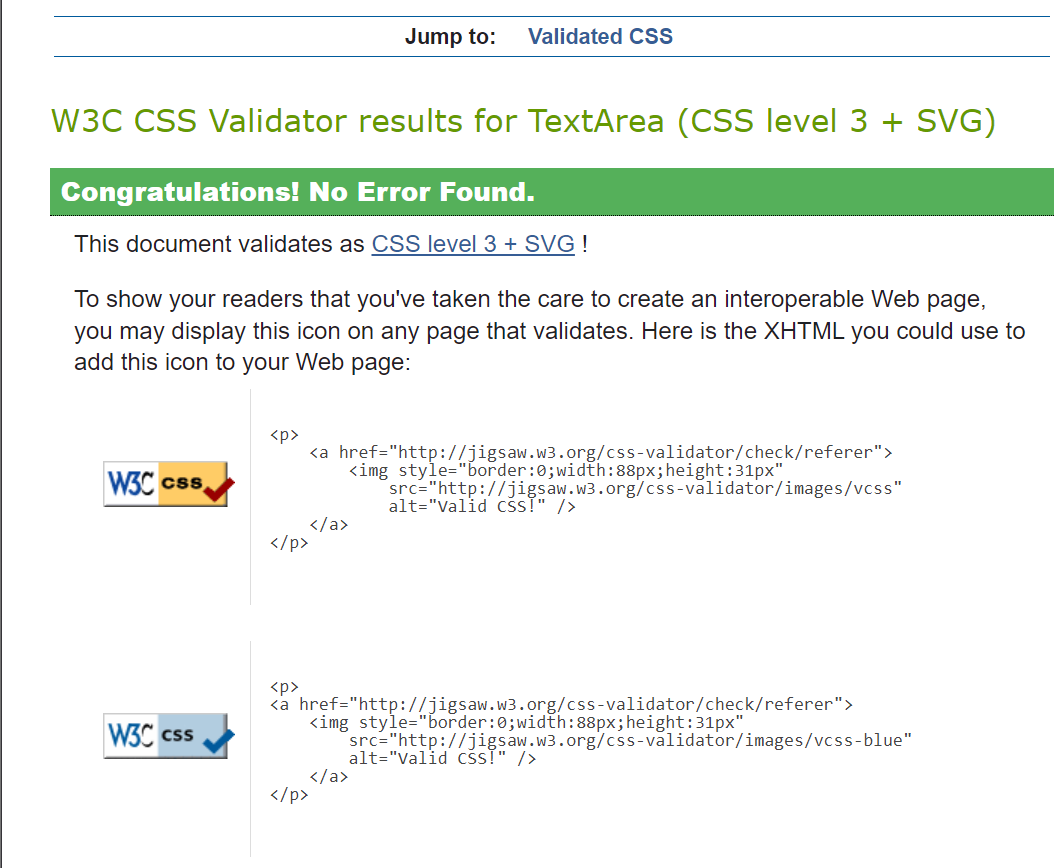 Jump to: Validated CSS
W3C CSS Validator results for TextArea (CSS level 3 + SVG)
Congratulations! No Error Found.
This document validates as CSS level 3 + SVG !
To show your readers that you've taken the care to create an interoperable Web page,
you may display this icon on any page that validates. Here is the XHTML you could use to
add this icon to your Web page:
W3C css
<p>
    <a href="http://jigsaw.w3.org/css-validator/check/referer">
        <img style="border:0;width:88px;height:31px"
            src="http://jigsaw.w3.org/css-validator/images/vcss"
            alt="Valid CSS!" />
    </a>
</p>
W3C css
<p>
<a href="http://jigsaw.w3.org/css-validator/check/referer">
    <img style="border:0;width:88px;height:31px"
        src="http://jigsaw.w3.org/css-validator/images/vcss-blue"
        alt="Valid CSS!" />
    </a>
</p>